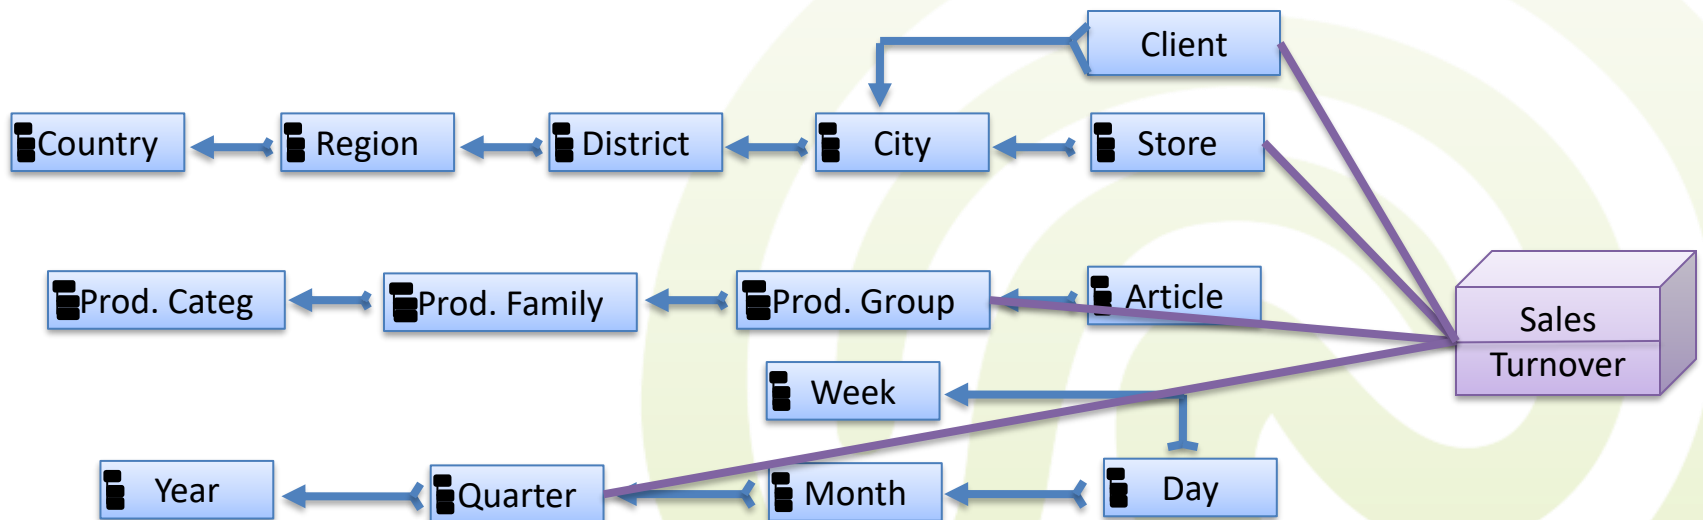 Client
Country
Region
District
City
Store
Prod. Categ
Prod. Family
Prod. Group
Article
Sales
Turnover
Week
Year
Quarter
Month
Day